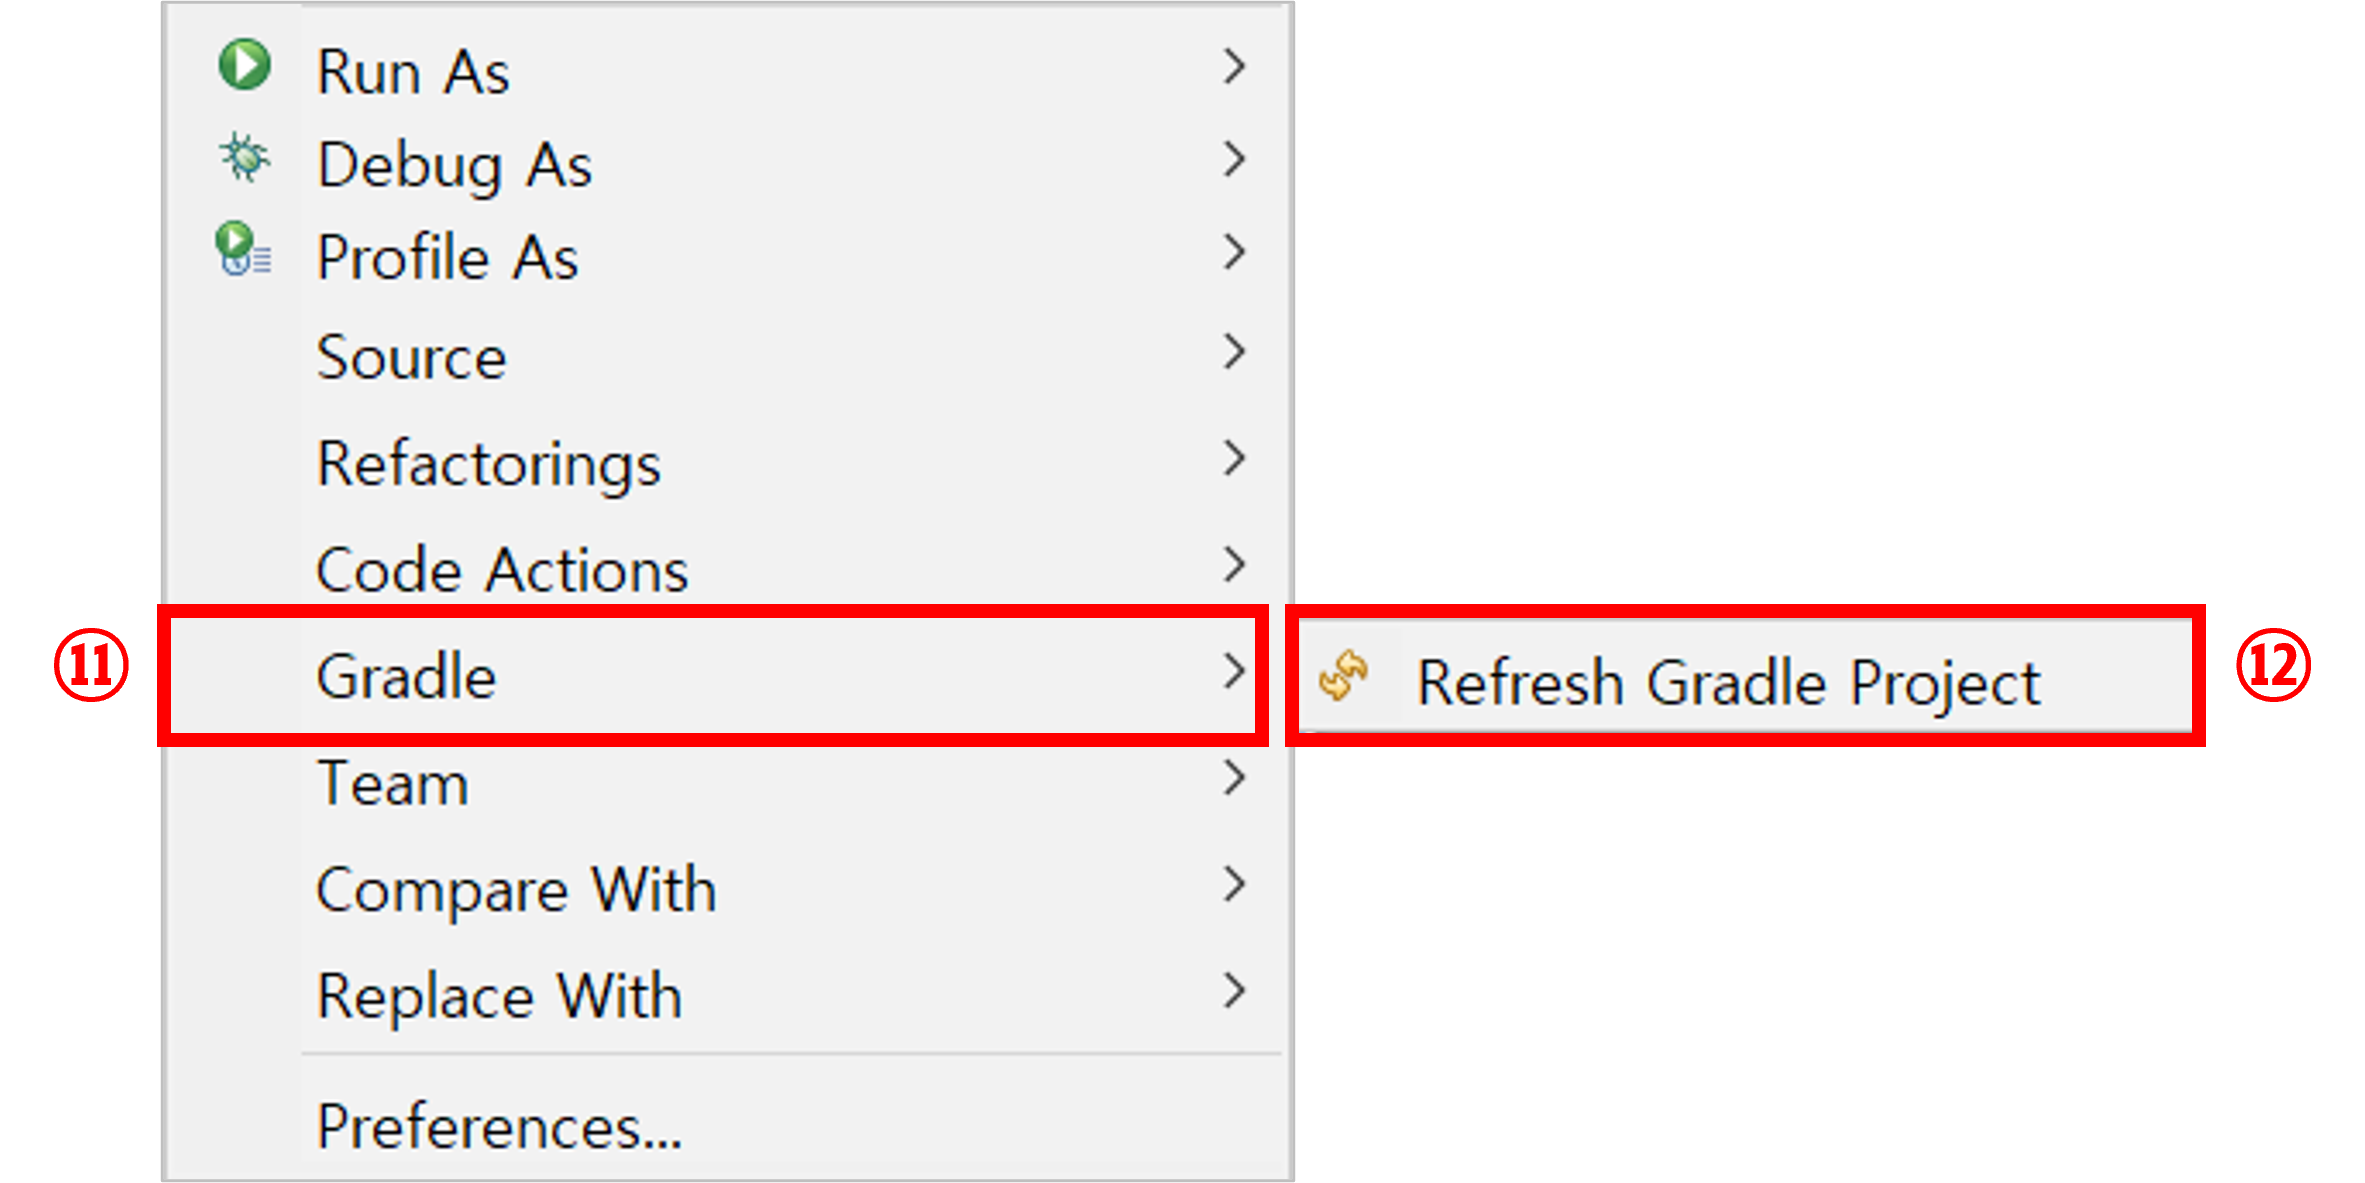 Run As
Debug As
Profile As
Source
Refactorings
Code Actions
⑪ Gradle Refresh Gradle Project ⑫
Team
Compare With
Replace With
Preferences...